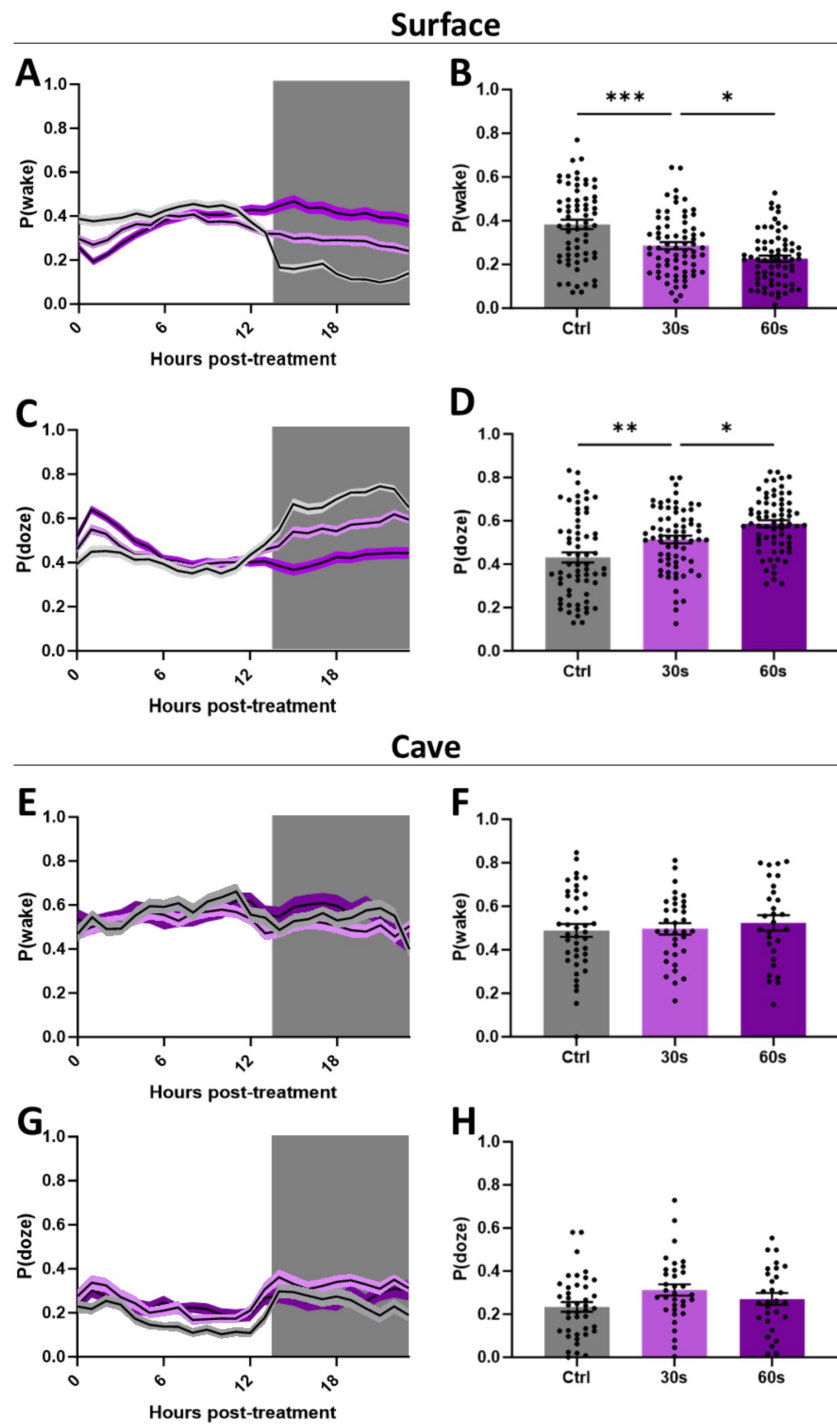 Surface
A
1.0
0.8
0.6
0.4
0.2
0.0
P(wake)
0
6
12
18
Hours post-treatment
B
*** *
1.0
0.8
0.6
0.4
0.2
0.0
P(wake)
Ctrl 30s 60s
C
1.0
0.8
0.6
0.4
0.2
0.0
P(doze)
0
6
12
18
Hours post-treatment
D
** *
1.0
0.8
0.6
0.4
0.2
0.0
P(doze)
Ctrl 30s 60s
Cave
E
1.0
0.8
0.6
0.4
0.2
0.0
P(wake)
0
6
12
18
Hours post-treatment
F
1.0
0.8
0.6
0.4
0.2
0.0
P(wake)
Ctrl 30s 60s
G
1.0
0.8
0.6
0.4
0.2
0.0
P(doze)
0
6
12
18
Hours post-treatment
H
1.0
0.8
0.6
0.4
0.2
0.0
P(doze)
Ctrl 30s 60s